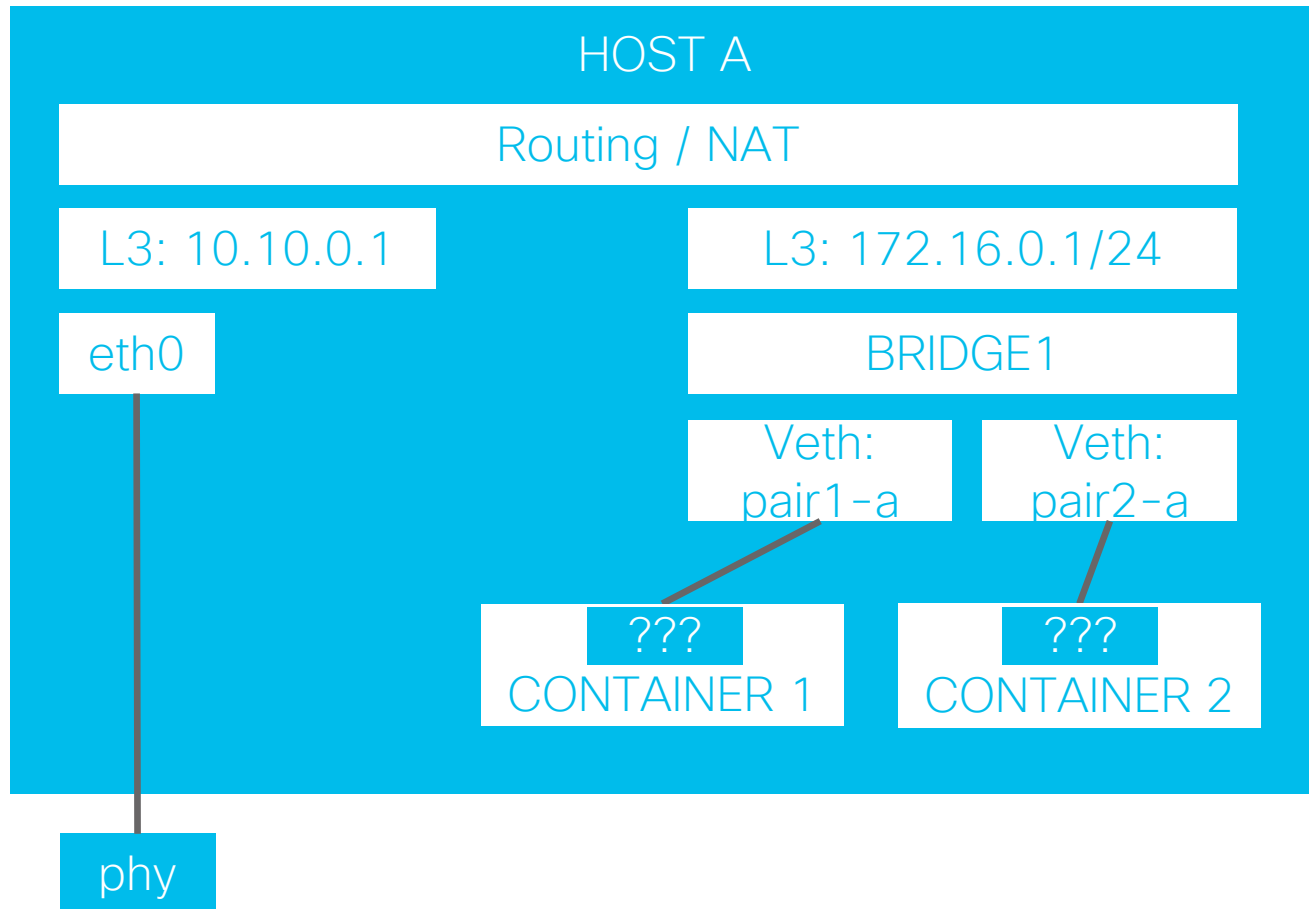 HOST A
Routing / NAT
L3: 10.10.0.1
L3: 172.16.0.1/24
eth0
BRIDGE1
Veth:
pair1-a
Veth:
pair2-a
???
CONTAINER 1
???
CONTAINER 2
phy